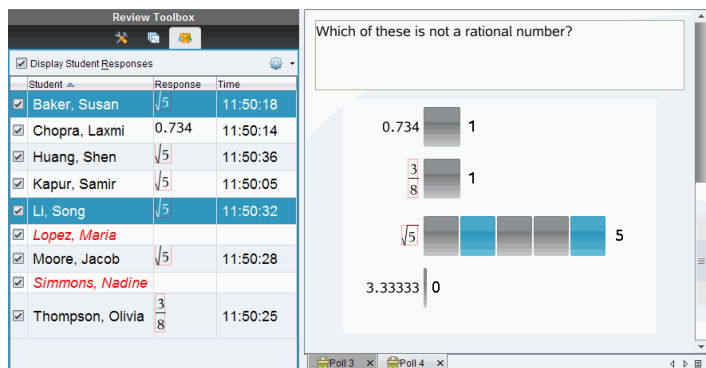 Review Toolbox
Display Student Responses
Student Response Time
Baker, Susan √5 11:50:18
Chopra, Laxmi 0.734 11:50:14
Huang, Shen √5 11:50:36
Kapur, Samir √5 11:50:05
Li, Song √5 11:50:32
Lopez, Maria
Moore, Jacob √5 11:50:28
Simmons, Nadine
Thompson, Olivia 3/8 11:50:25
Which of these is not a rational number?
0.734 1
3/8 1
√5 5
3.33333 0
Poll 3 Poll 4